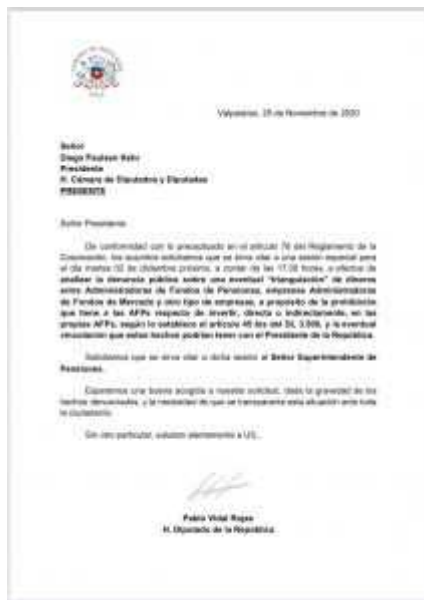 Valparaíso, 25 de Noviembre de 2020
Señor
Diego Paulsen Kehr
Presidente
H. Cámara de Diputados y Diputadas
PRESENTE
Señor Presidente:
De conformidad con lo preceptuado en el artículo 76 del Reglamento de la
Corporación, los suscritos solicitamos que se sirva citar a una sesión especial para
el día martes 02 de diciembre próximo, a contar de las 17:30 horas, a efectos de
analizar la denuncia pública sobre una eventual "triangulación" de dineros
entre Administradoras de Fondos de Pensiones, empresas Administradoras
de Fondos de Mercado y otro tipo de empresas, a propósito de la prohibición
que tiene a las AFPs respecto de invertir, directa o indirectamente, en las
propias AFPs, según lo establece el artículo 45 bis del DL 3.500, y la eventual
vinculación que estos hechos podrían tener con el Presidente de la República.
Solicitamos que se sirva citar a dicha sesión al Señor Superintendente de
Pensiones.
Esperamos una buena acogida a nuestra solicitud, dada la gravedad de los
hechos denunciados, y la necesidad de que se transparente esta situación ante toda
la ciudadanía.
Sin otro particular, saludan atentamente a US.,
Pablo Vidal Rojas
H. Diputado de la República